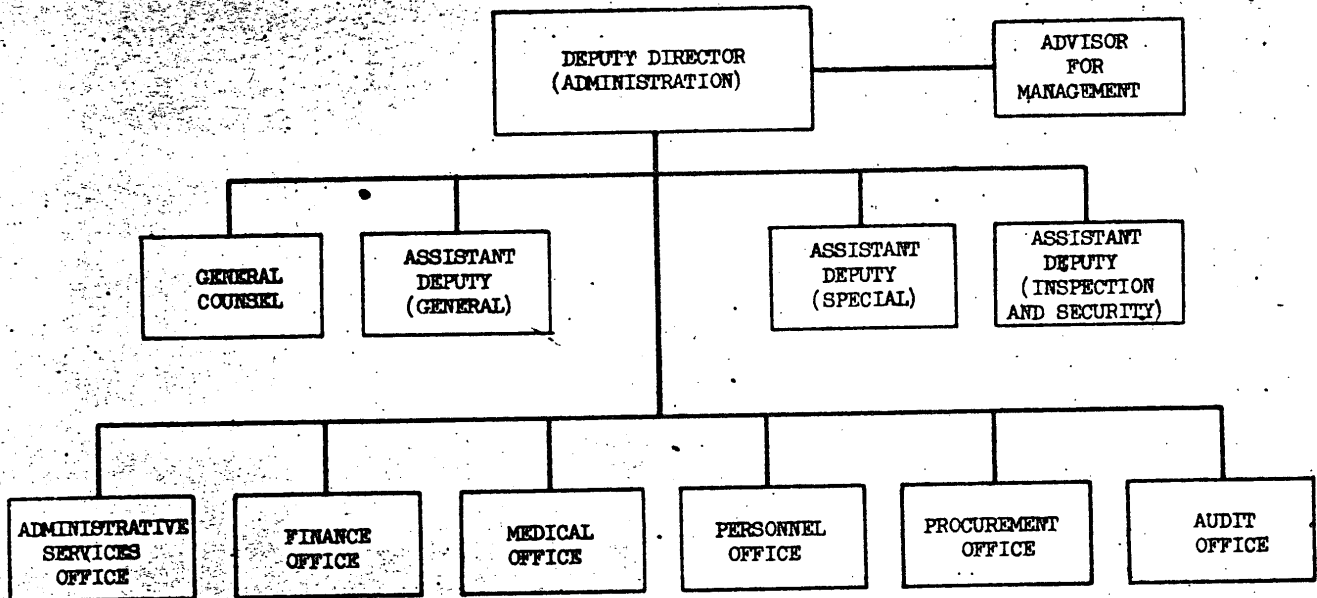 DEPUTY DIRECTOR
(ADMINISTRATION)
ADVISOR
FOR
MANAGEMENT
GENERAL
COUNSEL
ASSISTANT
DEPUTY
(GENERAL)
ASSISTANT
DEPUTY
(SPECIAL)
ASSISTANT
DEPUTY
(INSPECTION
AND SECURITY)
ADMINISTRATIVE
SERVICES
OFFICE
FINANCE
OFFICE
MEDICAL
OFFICE
PERSONNEL
OFFICE
PROCUREMENT
OFFICE
AUDIT
OFFICE